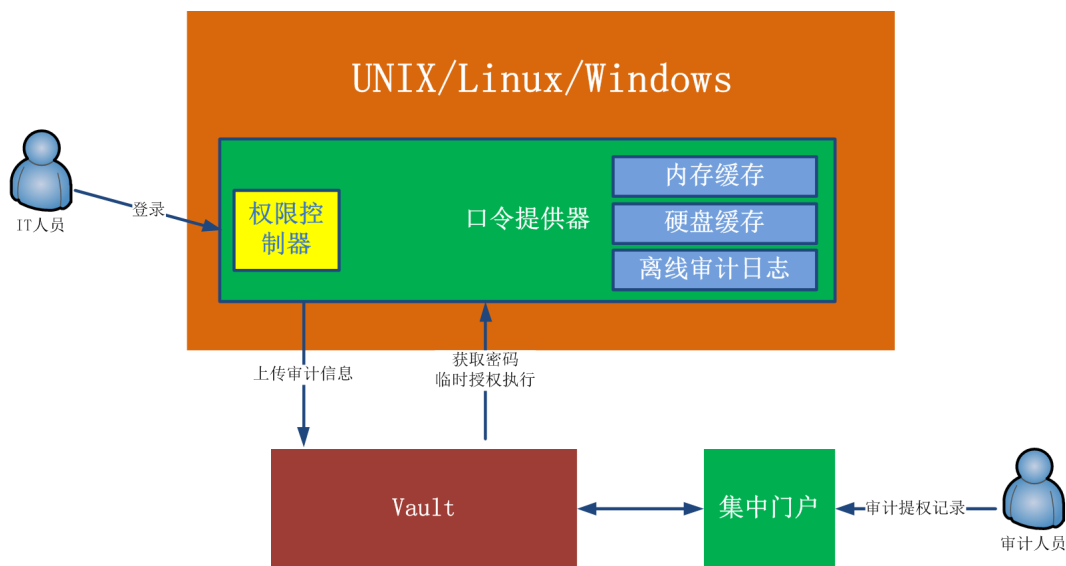 UNIX/Linux/Windows
IT人员
登录
权限控
制器
口令提供器
内存缓存
硬盘缓存
离线审计日志
上传审计信息
获取密码
临时授权执行
Vault
集中门户
审计提权记录
审计人员